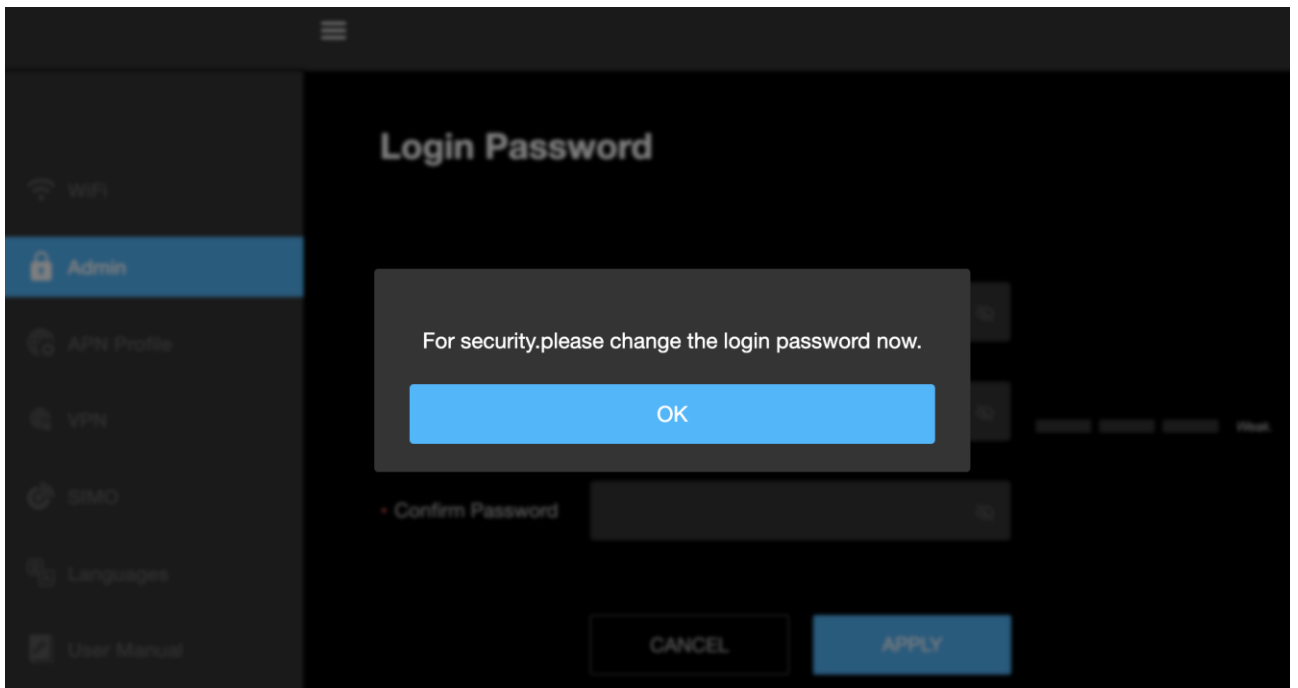 Login Password
WiFi
Admin
For security.please change the login password now.
APN Profile
OK
VPN
Weak
SIMO
Confirm Password
Languages
User Manual
CANCEL
APPLY